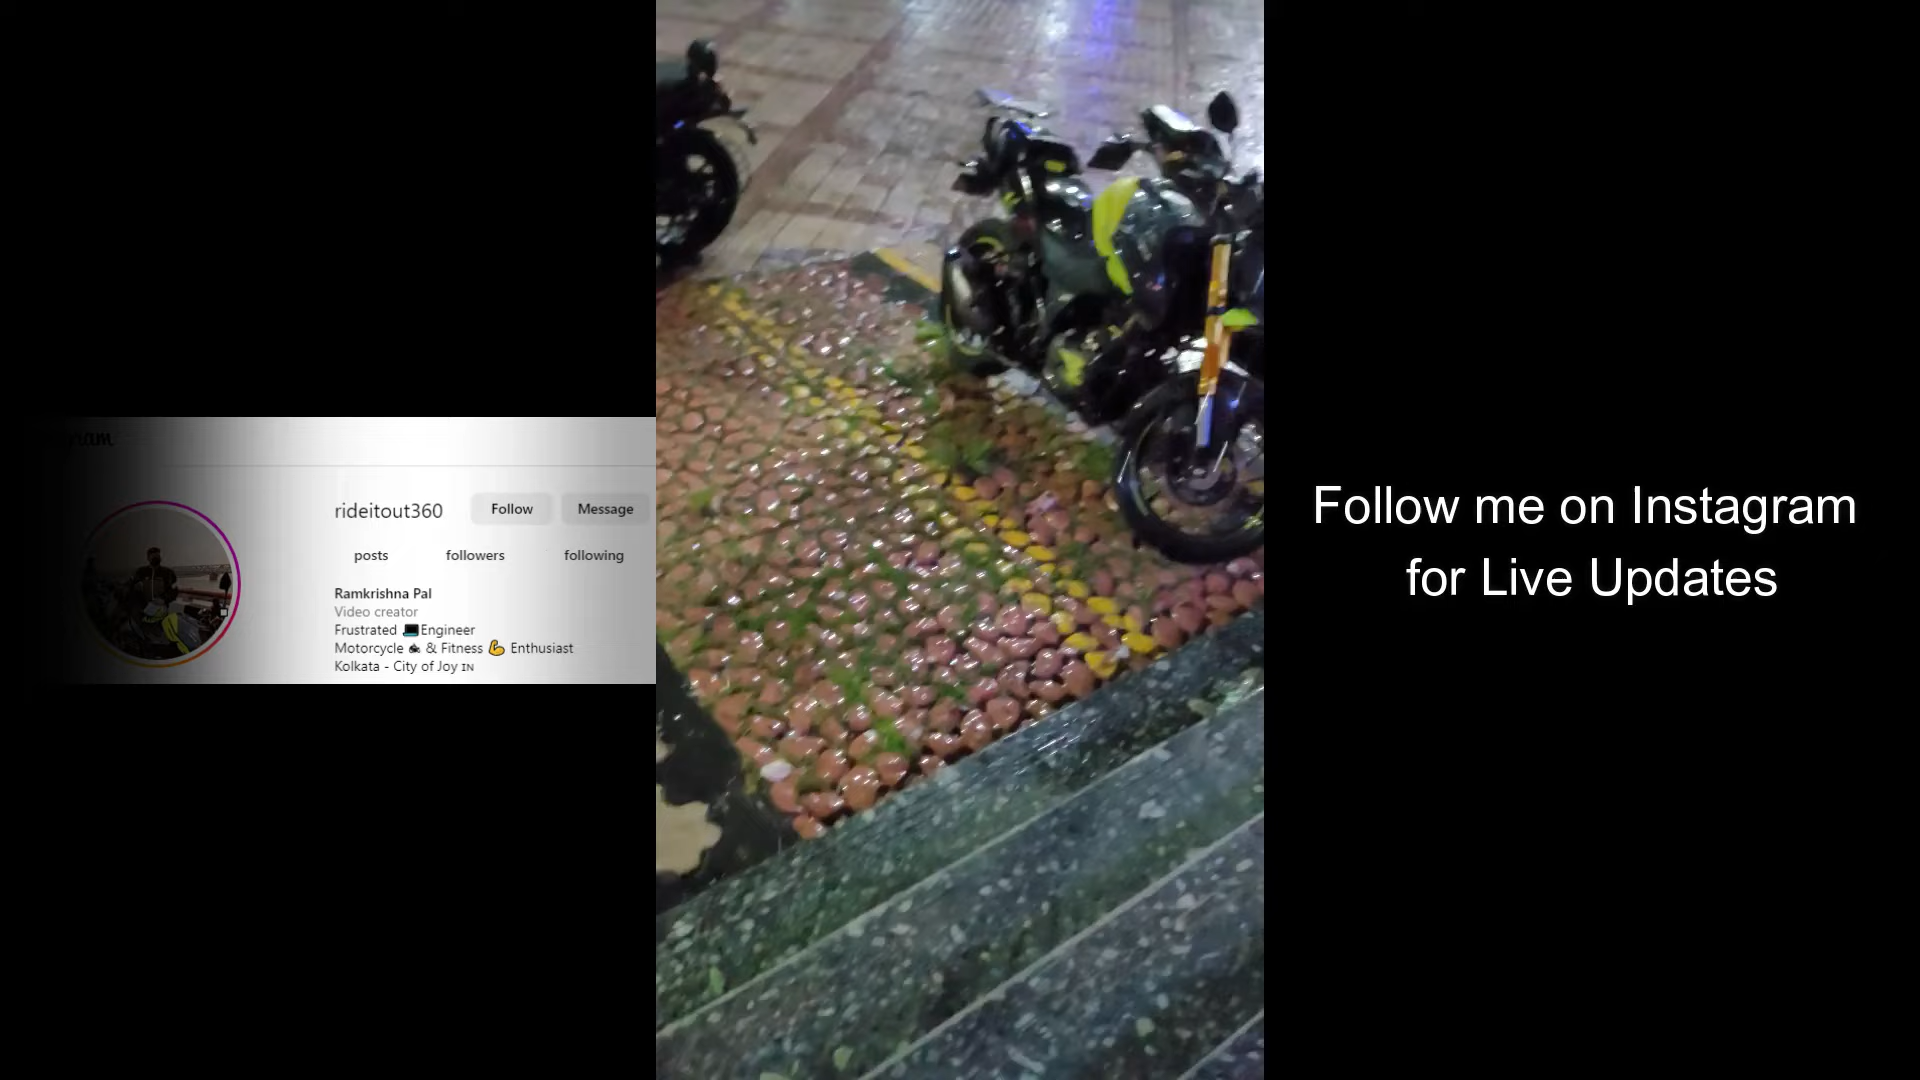 rideitout360 Follow Message
posts followers following
Ramkrishna Pal
Video creator
Frustrated 💻Engineer
Motorcycle 🏍 & Fitness 💪 Enthusiast
Kolkata - City of Joy IN
Follow me on Instagram
for Live Updates